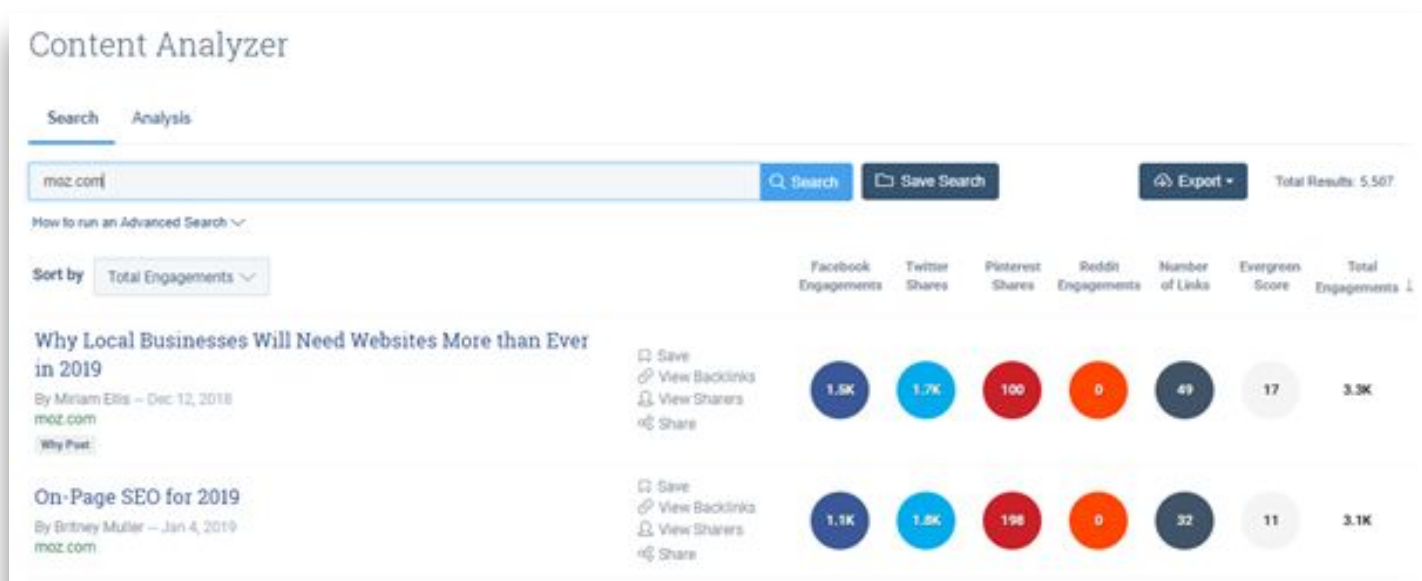 Content Analyzer
Search Analysis
moz.com Search Save Search Export Total Results: 5,507
How to run an Advanced Search
Sort by Total Engagements
Facebook Engagements Twitter Shares Pinterest Shares Reddit Engagements Number of Links Evergreen Score Total Engagements
Why Local Businesses Will Need Websites More than Ever
in 2019
By Miriam Ellis – Dec 12, 2018
moz.com
Why Post
Save
View Backlinks
View Sharers
Share
1.5K 1.7K 100 0 49 17 3.3K
On-Page SEO for 2019
By Britney Muller – Jan 4, 2019
moz.com
Save
View Backlinks
View Sharers
Share
1.1K 1.8K 198 0 32 11 3.1K